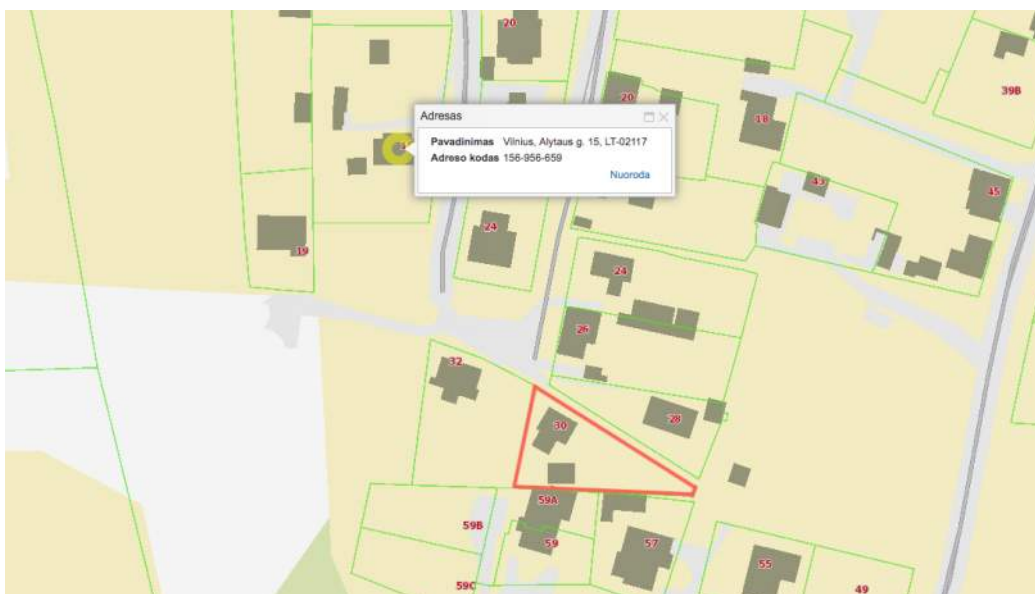 20
39B
20
18
Adresas
Pavadinimas Vilnius, Alytaus g. 15, LT-02117
Adreso kodas 156-956-659
Nuoroda
43
45
24
19
24
26
32
28
30
59A
59B
59
57
55
59C
49